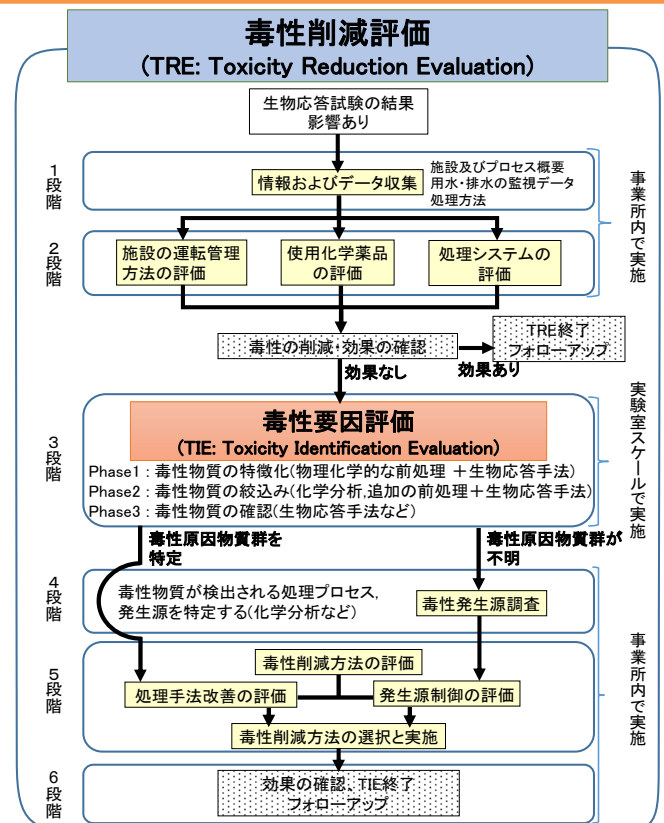 毒性削減評価
(TRE: Toxicity Reduction Evaluation)
生物応答試験の結果
影響あり
1段階
情報およびデータ収集
施設及びプロセス概要
用水・排水の監視データ
処理方法
事業所内で実施
2段階
施設の運転管理
方法の評価
使用化学薬品
の評価
処理システムの
評価
毒性の削減・効果の確認
TRE終了
フォローアップ
効果なし
効果あり
3段階
毒性要因評価
(TIE: Toxicity Identification Evaluation)
Phase1 : 毒性物質の特徴化(物理化学的な前処理 +生物応答手法)
Phase2 : 毒性物質の絞込み(化学分析,追加の前処理+生物応答手法)
Phase3 : 毒性物質の確認(生物応答手法など)
実験室スケールで実施
毒性原因物質群を
特定
毒性原因物質群が
不明
4段階
毒性物質が検出される処理プロセス,
発生源を特定する(化学分析など)
毒性発生源調査
5段階
毒性削減方法の評価
処理手法改善の評価
発生源制御の評価
毒性削減方法の選択と実施
事業所内で実施
6段階
効果の確認、TIE終了
フォローアップ